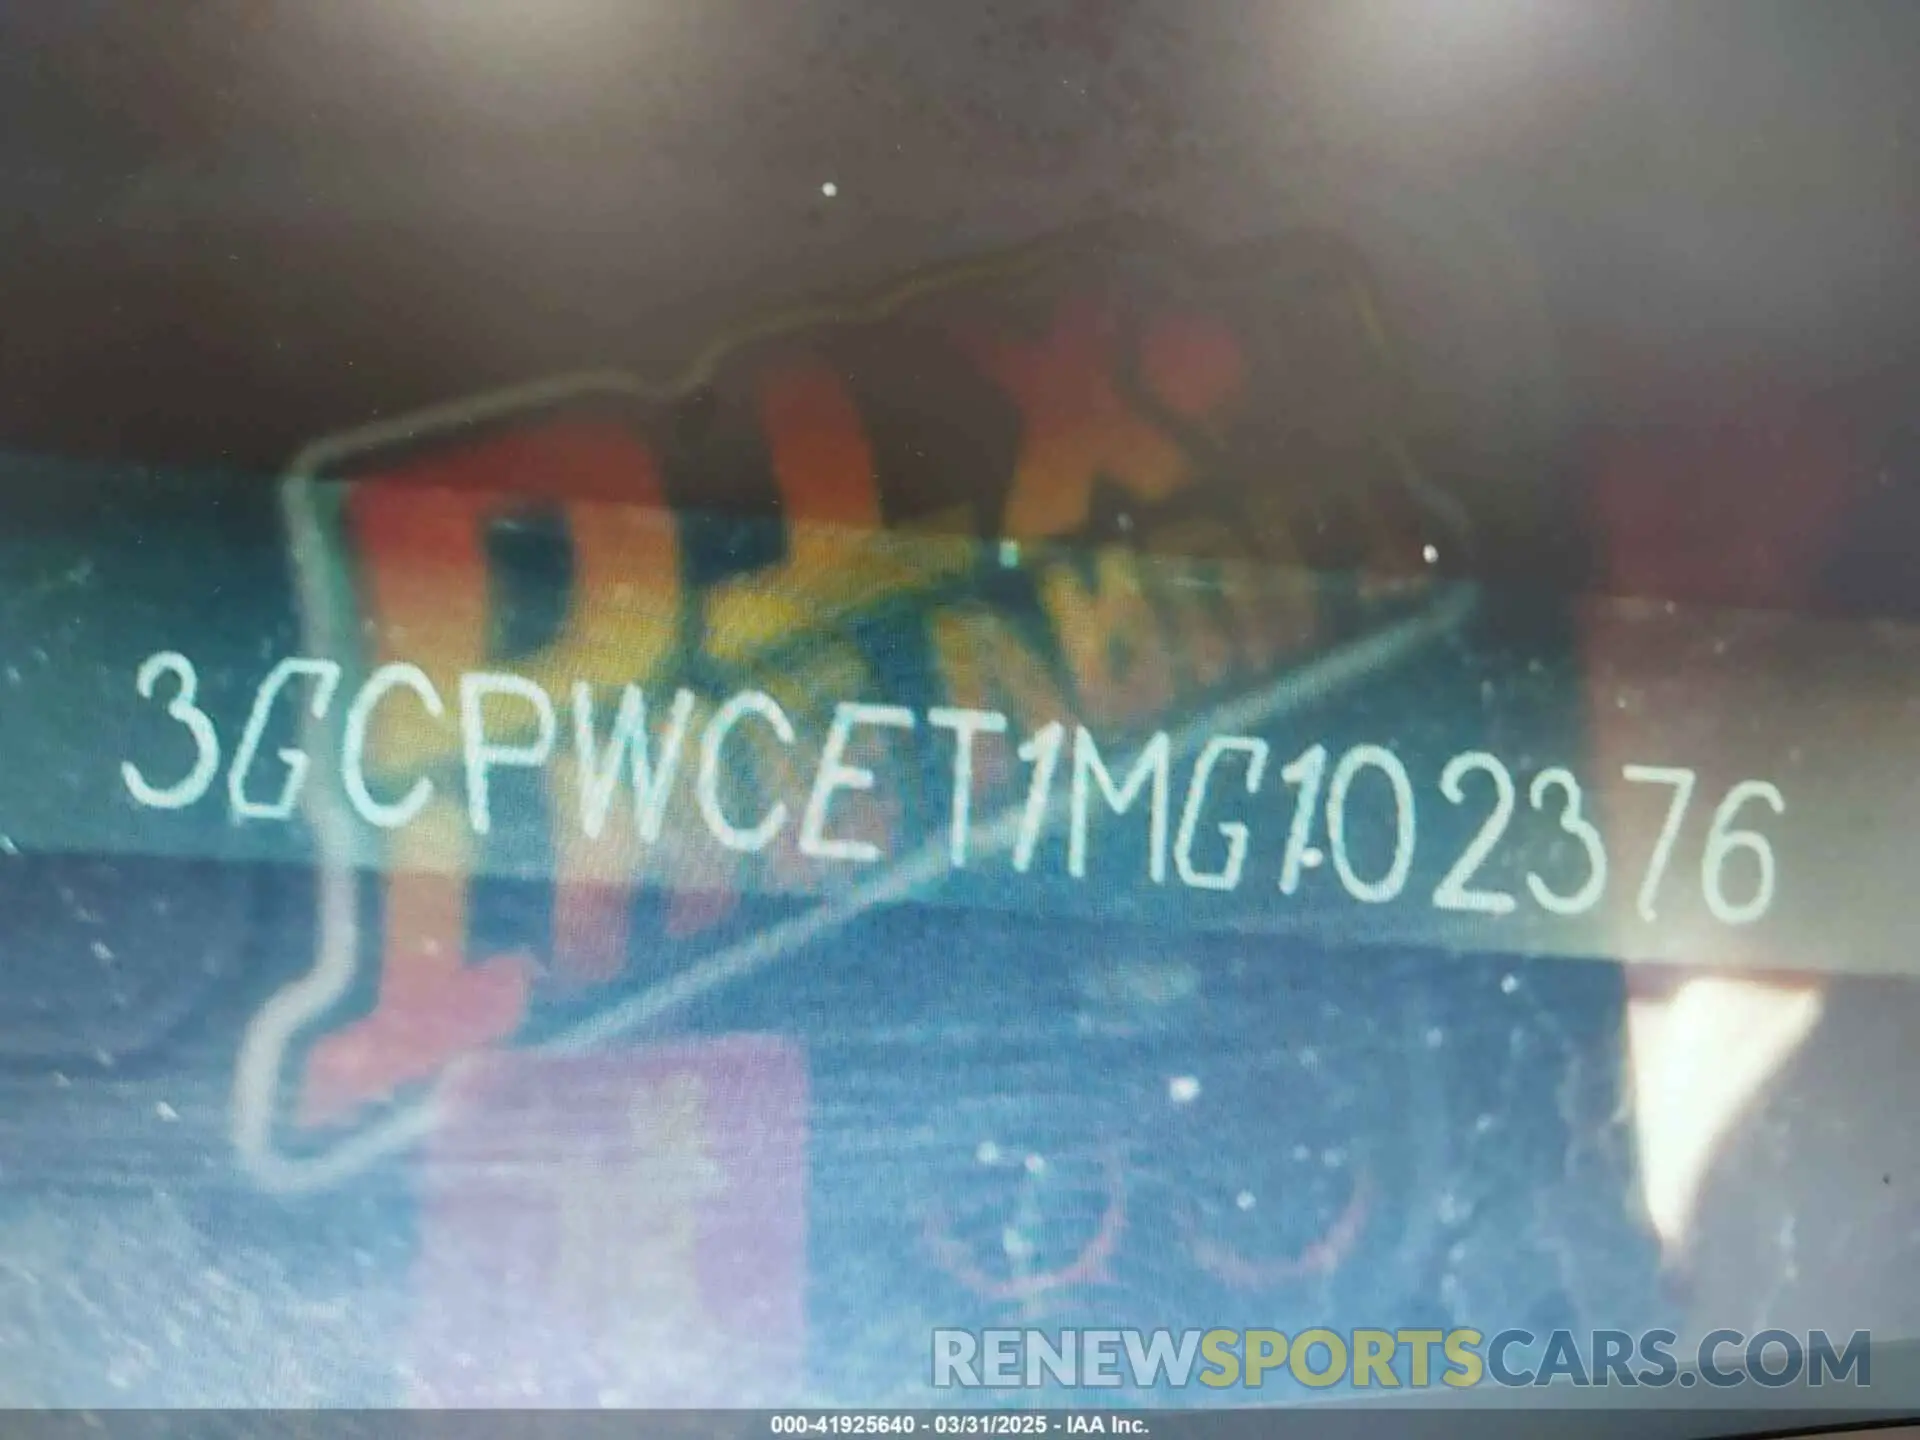 3GCPWCET1MG102376
RENEWSPORTSCARS.COM
000-41925640 - 03/31/2025 - IAA Inc.